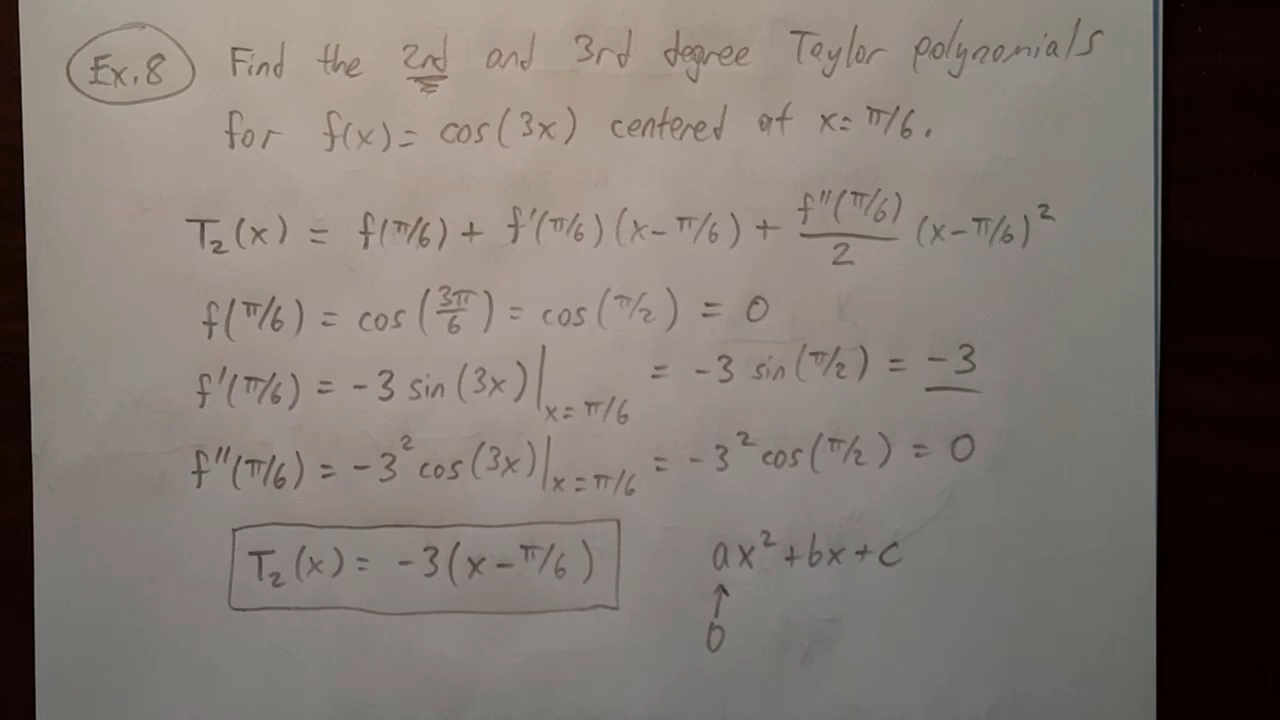 Ex. 8 Find the 2nd and 3rd degree Taylor polynomials
for f(x) = cos(3x) centered at x = π/6.
T₂(x) = f(π/6) + f'(π/6)(x-π/6) + f''(π/6)/2 (x-π/6)²
f(π/6) = cos(3π/6) = cos(π/2) = 0
f'(π/6) = -3 sin(3x)|x=π/6 = -3 sin(π/2) = -3
f''(π/6) = -3² cos(3x)|x=π/6 = -3² cos(π/2) = 0
T₂(x) = -3(x-π/6) ax² + bx + c
↑
0